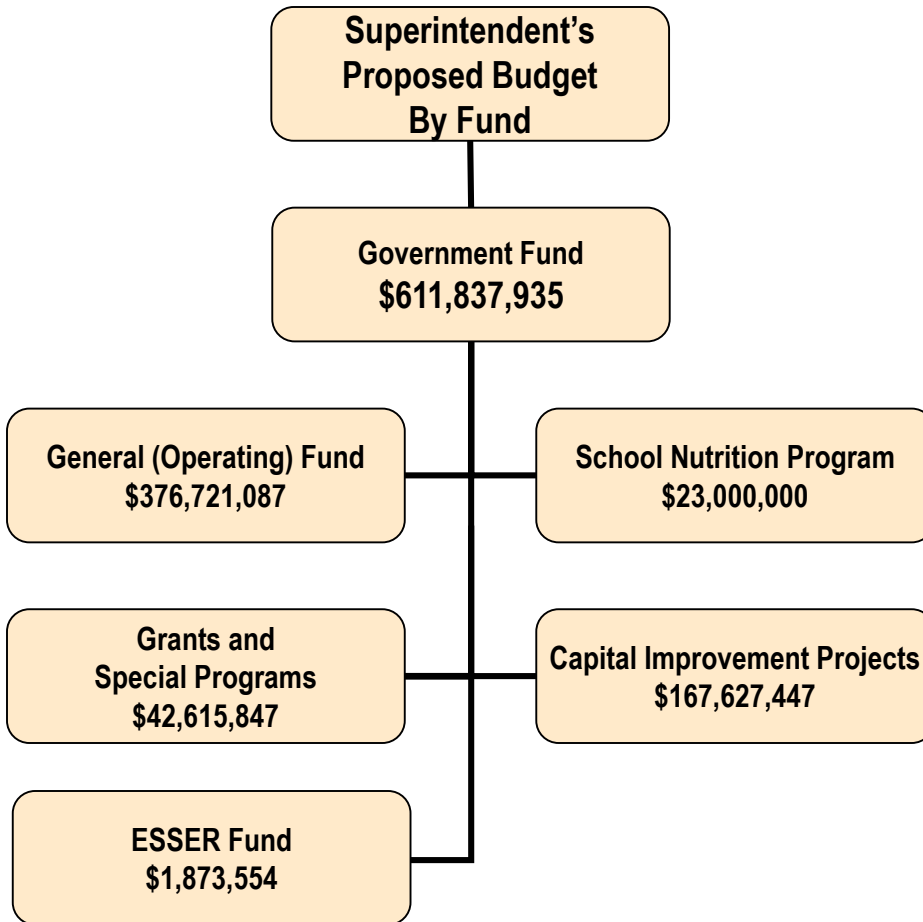 Superintendent's
Proposed Budget
By Fund
Government Fund
$611,837,935
General (Operating) Fund
$376,721,087
School Nutrition Program
$23,000,000
Grants and
Special Programs
$42,615,847
Capital Improvement Projects
$167,627,447
ESSER Fund
$1,873,554